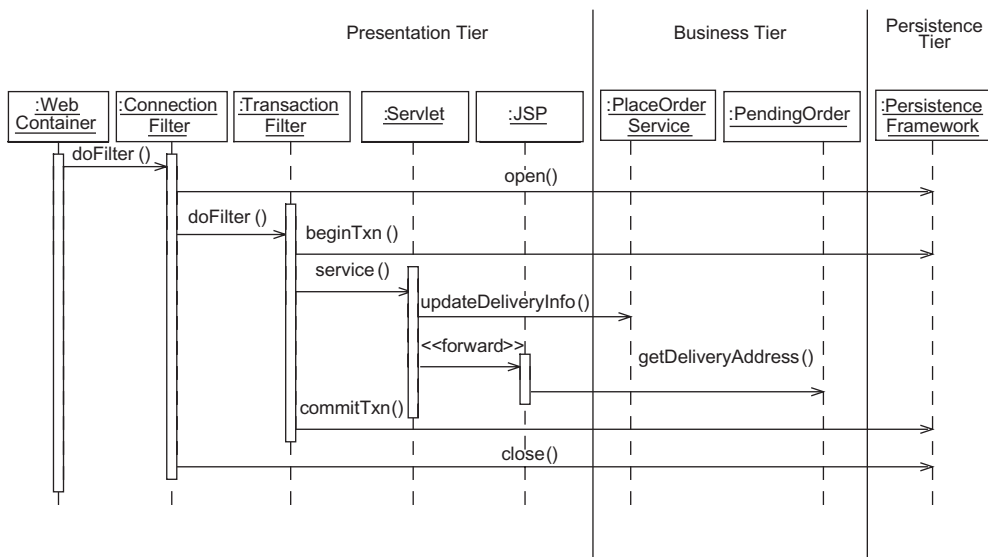 Presentation Tier
Business Tier
Persistence
Tier
:Web
Container
:Connection
Filter
:Transaction
Filter
:Servlet
:JSP
:PlaceOrder
Service
:PendingOrder
:Persistence
Framework
doFilter()
open()
doFilter()
beginTxn()
service()
updateDeliveryInfo()
<<forward>>
getDeliveryAddress()
commitTxn()
close()